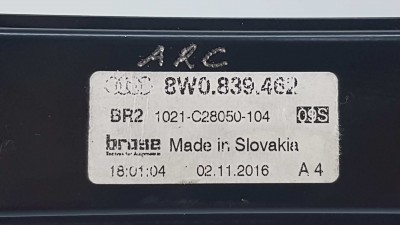 ARC
8W0.839.462
BR2 1021-C28050-104 09S
brose Made in Slovakia
18:01:04 02.11.2016 A4